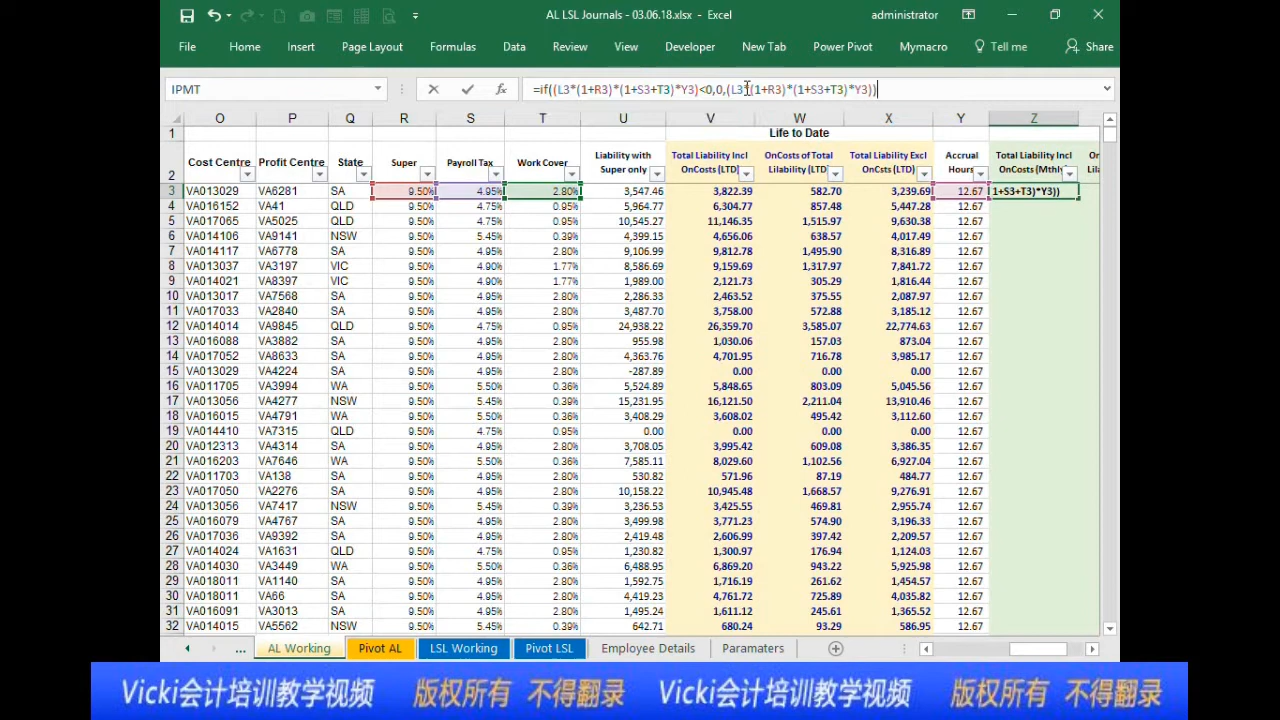 AL LSL Journals - 03.06.18.xlsx - Excel administrator
File Home Insert Page Layout Formulas Data Review View Developer New Tab Power Pivot Mymacro Tell me Share
IPMT fx =if((L3*(1+R3)*(1+S3+T3)*Y3)<0,0,(L3*(1+R3)*(1+S3+T3)*Y3))
O P Q R S T U V W X Y Z
1 Life to Date
2 Cost Centre Profit Centre State Super Payroll Tax Work Cover Liability with Super only Total Liability Incl OnCosts (LTD) OnCosts of Total Lilability (LTD) Total Liability Excl OnCsts (LTD) Accrual Hours Total Liability Incl OnCosts (Mthly
3 VA013029 VA6281 SA 9.50% 4.95% 2.80% 3,547.46 3,822.39 582.70 3,239.69 12.67 1+S3+T3)*Y3))
4 VA016152 VA41 QLD 9.50% 4.75% 0.95% 5,964.77 6,304.77 857.48 5,447.28 12.67
5 VA017065 VA5025 QLD 9.50% 4.75% 0.95% 10,545.27 11,146.35 1,515.97 9,630.38 12.67
6 VA014106 VA9141 NSW 9.50% 5.45% 0.39% 4,399.15 4,656.06 638.57 4,017.49 12.67
7 VA014117 VA6778 SA 9.50% 4.95% 2.80% 9,106.99 9,812.78 1,495.90 8,316.89 12.67
8 VA013037 VA3197 VIC 9.50% 4.90% 1.77% 8,586.69 9,159.69 1,317.97 7,841.72 12.67
9 VA014021 VA8397 VIC 9.50% 4.90% 1.77% 1,989.00 2,121.73 305.29 1,816.44 12.67
10 VA013017 VA7568 SA 9.50% 4.95% 2.80% 2,286.33 2,463.52 375.55 2,087.97 12.67
11 VA017033 VA2840 SA 9.50% 4.95% 2.80% 3,487.70 3,758.00 572.88 3,185.12 12.67
12 VA014014 VA9845 QLD 9.50% 4.75% 0.95% 24,938.22 26,359.70 3,585.07 22,774.63 12.67
13 VA016088 VA3882 SA 9.50% 4.95% 2.80% 955.98 1,030.06 157.03 873.04 12.67
14 VA017052 VA8633 SA 9.50% 4.95% 2.80% 4,363.76 4,701.95 716.78 3,985.17 12.67
15 VA013029 VA4224 SA 9.50% 4.95% 2.80% -287.89 0.00 0.00 0.00 12.67
16 VA011705 VA3994 WA 9.50% 5.50% 0.36% 5,524.89 5,848.65 803.09 5,045.56 12.67
17 VA013056 VA4277 NSW 9.50% 5.45% 0.39% 15,231.95 16,121.50 2,211.04 13,910.46 12.67
18 VA016015 VA4791 WA 9.50% 5.50% 0.36% 3,408.29 3,608.02 495.42 3,112.60 12.67
19 VA014410 VA7315 QLD 9.50% 4.75% 0.95% 0.00 0.00 0.00 0.00 12.67
20 VA012313 VA4314 SA 9.50% 4.95% 2.80% 3,708.05 3,995.42 609.08 3,386.35 12.67
21 VA016203 VA7646 WA 9.50% 5.50% 0.36% 7,585.11 8,029.60 1,102.56 6,927.04 12.67
22 VA011703 VA138 SA 9.50% 4.95% 2.80% 530.82 571.96 87.19 484.77 12.67
23 VA017050 VA2276 SA 9.50% 4.95% 2.80% 10,158.22 10,945.48 1,668.57 9,276.91 12.67
24 VA013056 VA7417 NSW 9.50% 5.45% 0.39% 3,236.53 3,425.55 469.81 2,955.74 12.67
25 VA016079 VA4767 SA 9.50% 4.95% 2.80% 3,499.98 3,771.23 574.90 3,196.33 12.67
26 VA017036 VA9392 SA 9.50% 4.95% 2.80% 2,419.48 2,606.99 397.42 2,209.57 12.67
27 VA014024 VA1631 QLD 9.50% 4.75% 0.95% 1,230.82 1,300.97 176.94 1,124.03 12.67
28 VA014030 VA3449 WA 9.50% 5.50% 0.36% 6,488.95 6,869.20 943.22 5,925.98 12.67
29 VA018011 VA1140 SA 9.50% 4.95% 2.80% 1,592.75 1,716.19 261.62 1,454.57 12.67
30 VA018011 VA66 SA 9.50% 4.95% 2.80% 4,419.23 4,761.72 725.89 4,035.82 12.67
31 VA016091 VA3013 SA 9.50% 4.95% 2.80% 1,495.24 1,611.12 245.61 1,365.52 12.67
32 VA014015 VA5562 NSW 9.50% 5.45% 0.39% 642.71 680.24 93.29 586.95 12.67
... AL Working Pivot AL LSL Working Pivot LSL Employee Details Paramaters
Vicki会计培训教学视频 版权所有 不得翻录 Vicki会计培训教学视频 版权所有 不得翻录